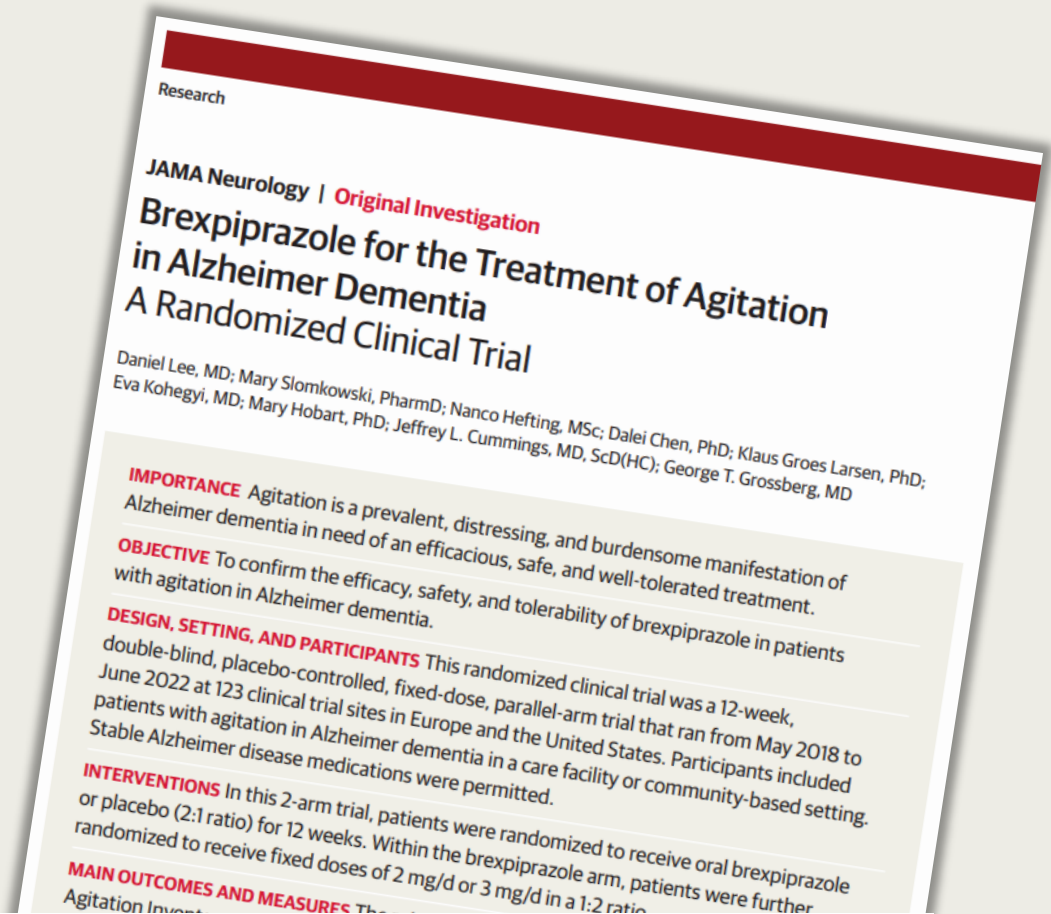 Research
JAMA Neurology | Original Investigation
Brexpiprazole for the Treatment of Agitation
in Alzheimer Dementia
A Randomized Clinical Trial
Daniel Lee, MD; Mary Slomkowski, PharmD; Nanco Hefting, MSc; Dalei Chen, PhD; Klaus Groes Larsen, PhD;
Eva Kohegyi, MD; Mary Hobart, PhD; Jeffrey L. Cummings, MD, ScD(HC); George T. Grossberg, MD
IMPORTANCE Agitation is a prevalent, distressing, and burdensome manifestation of
Alzheimer dementia in need of an efficacious, safe, and well-tolerated treatment.
OBJECTIVE To confirm the efficacy, safety, and tolerability of brexpiprazole in patients
with agitation in Alzheimer dementia.
DESIGN, SETTING, AND PARTICIPANTS This randomized clinical trial was a 12-week,
double-blind, placebo-controlled, fixed-dose, parallel-arm trial that ran from May 2018 to
June 2022 at 123 clinical trial sites in Europe and the United States. Participants included
patients with agitation in Alzheimer dementia in a care facility or community-based setting.
Stable Alzheimer disease medications were permitted.
INTERVENTIONS In this 2-arm trial, patients were randomized to receive oral brexpiprazole
or placebo (2:1 ratio) for 12 weeks. Within the brexpiprazole arm, patients were further
randomized to receive fixed doses of 2 mg/d or 3 mg/d in a 1:2 ratio.
MAIN OUTCOMES AND MEASURES The
Agitation